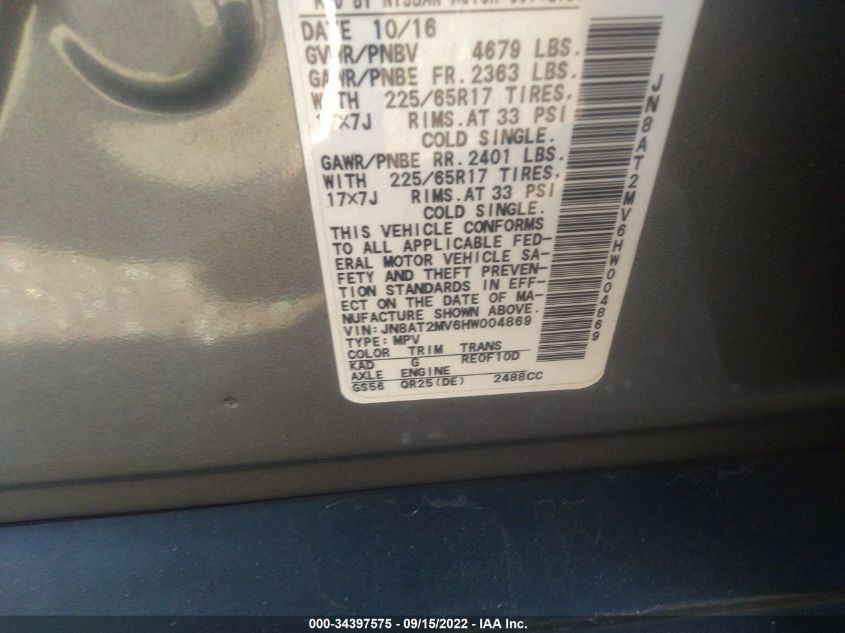 NISSAN MOTOR
DATE 10/16
GVWR/PNBV 4679 LBS.
GAWR/PNBE FR. 2363 LBS.
WITH 225/65R17 TIRES,
17X7J RIMS. AT 33 PSI
COLD SINGLE.
GAWR/PNBE RR. 2401 LBS.
WITH 225/65R17 TIRES,
17X7J RIMS. AT 33 PSI
COLD SINGLE.
THIS VEHICLE CONFORMS
TO ALL APPLICABLE FED-
ERAL MOTOR VEHICLE SA-
FETY AND THEFT PREVEN-
TION STANDARDS IN EFF-
ECT ON THE DATE OF MA-
NUFACTURE SHOWN ABOVE.
VIN: JN8AT2MV6HW004869
TYPE: MPV
COLOR TRIM TRANS
KAD G RE0F10D
AXLE ENGINE
GS56 QR25(DE) 2488CC
JN8AT2MV6HW004869
000-34397575 - 09/15/2022 - IAA Inc.